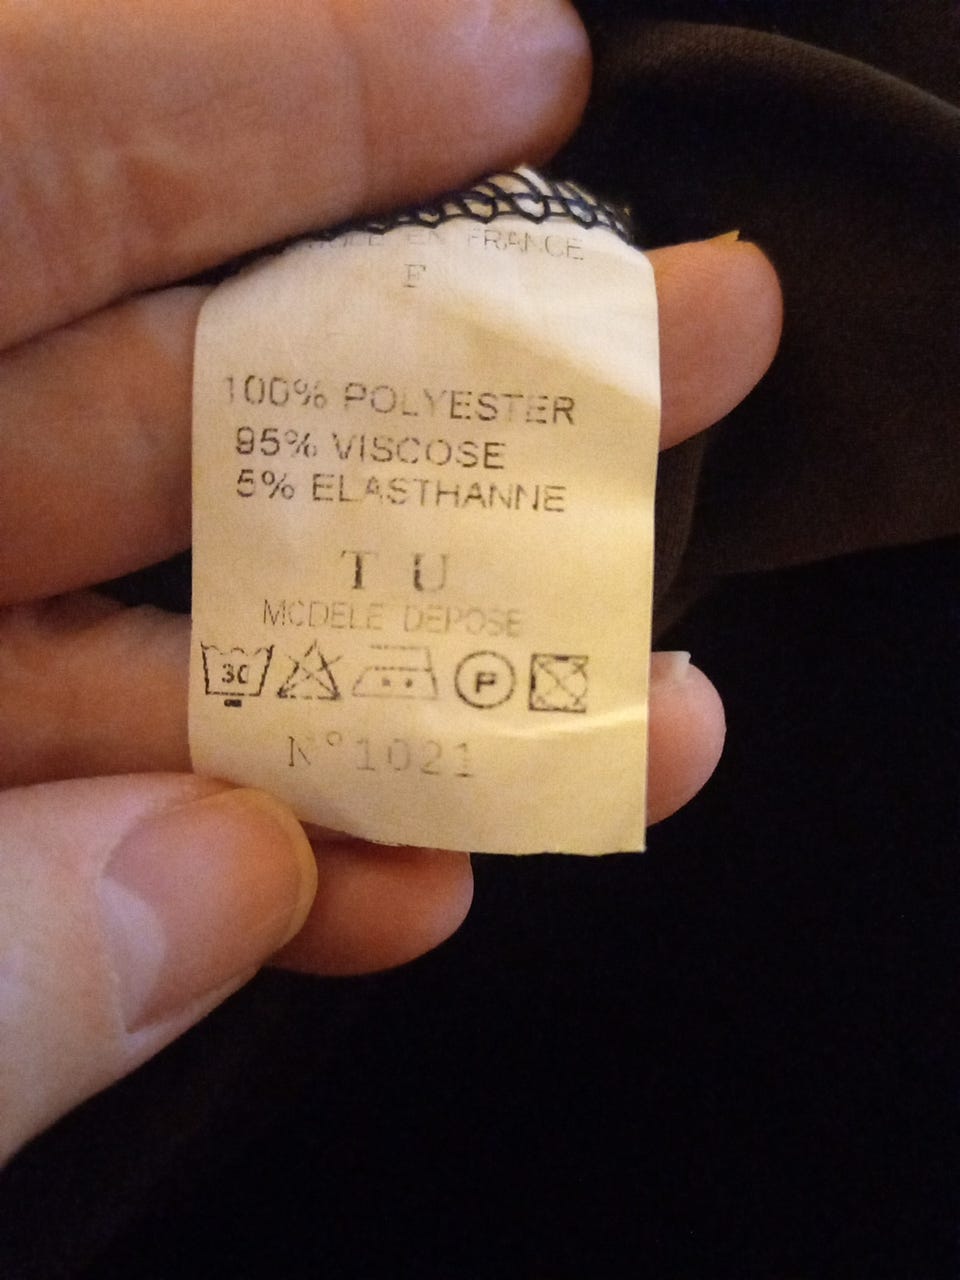 EN FRANCE
F
100% POLYESTER
95% VISCOSE
5% ELASTHANNE
T U
MODELE DEPOSE
30 P
N°1021